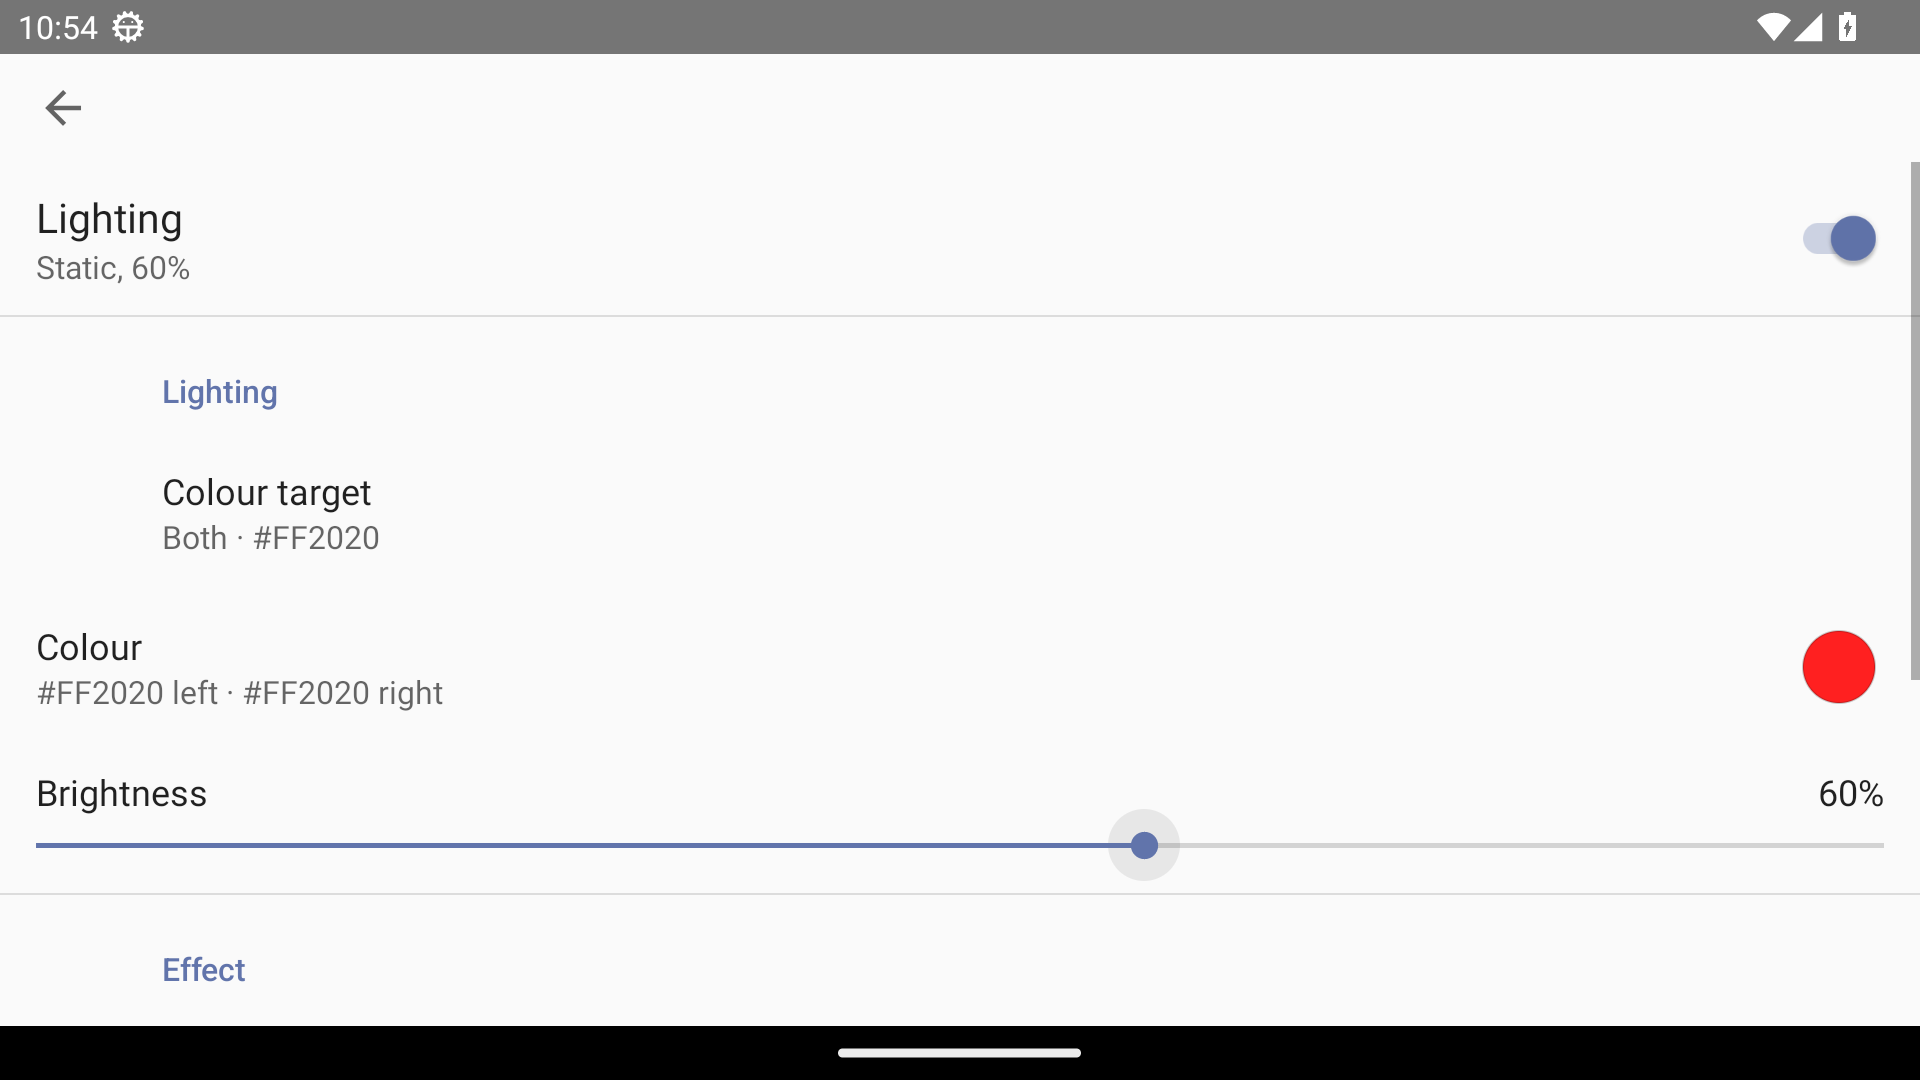 10:54
Lighting
Static, 60%
Lighting
Colour target
Both · #FF2020
Colour
#FF2020 left · #FF2020 right
Brightness
60%
Effect